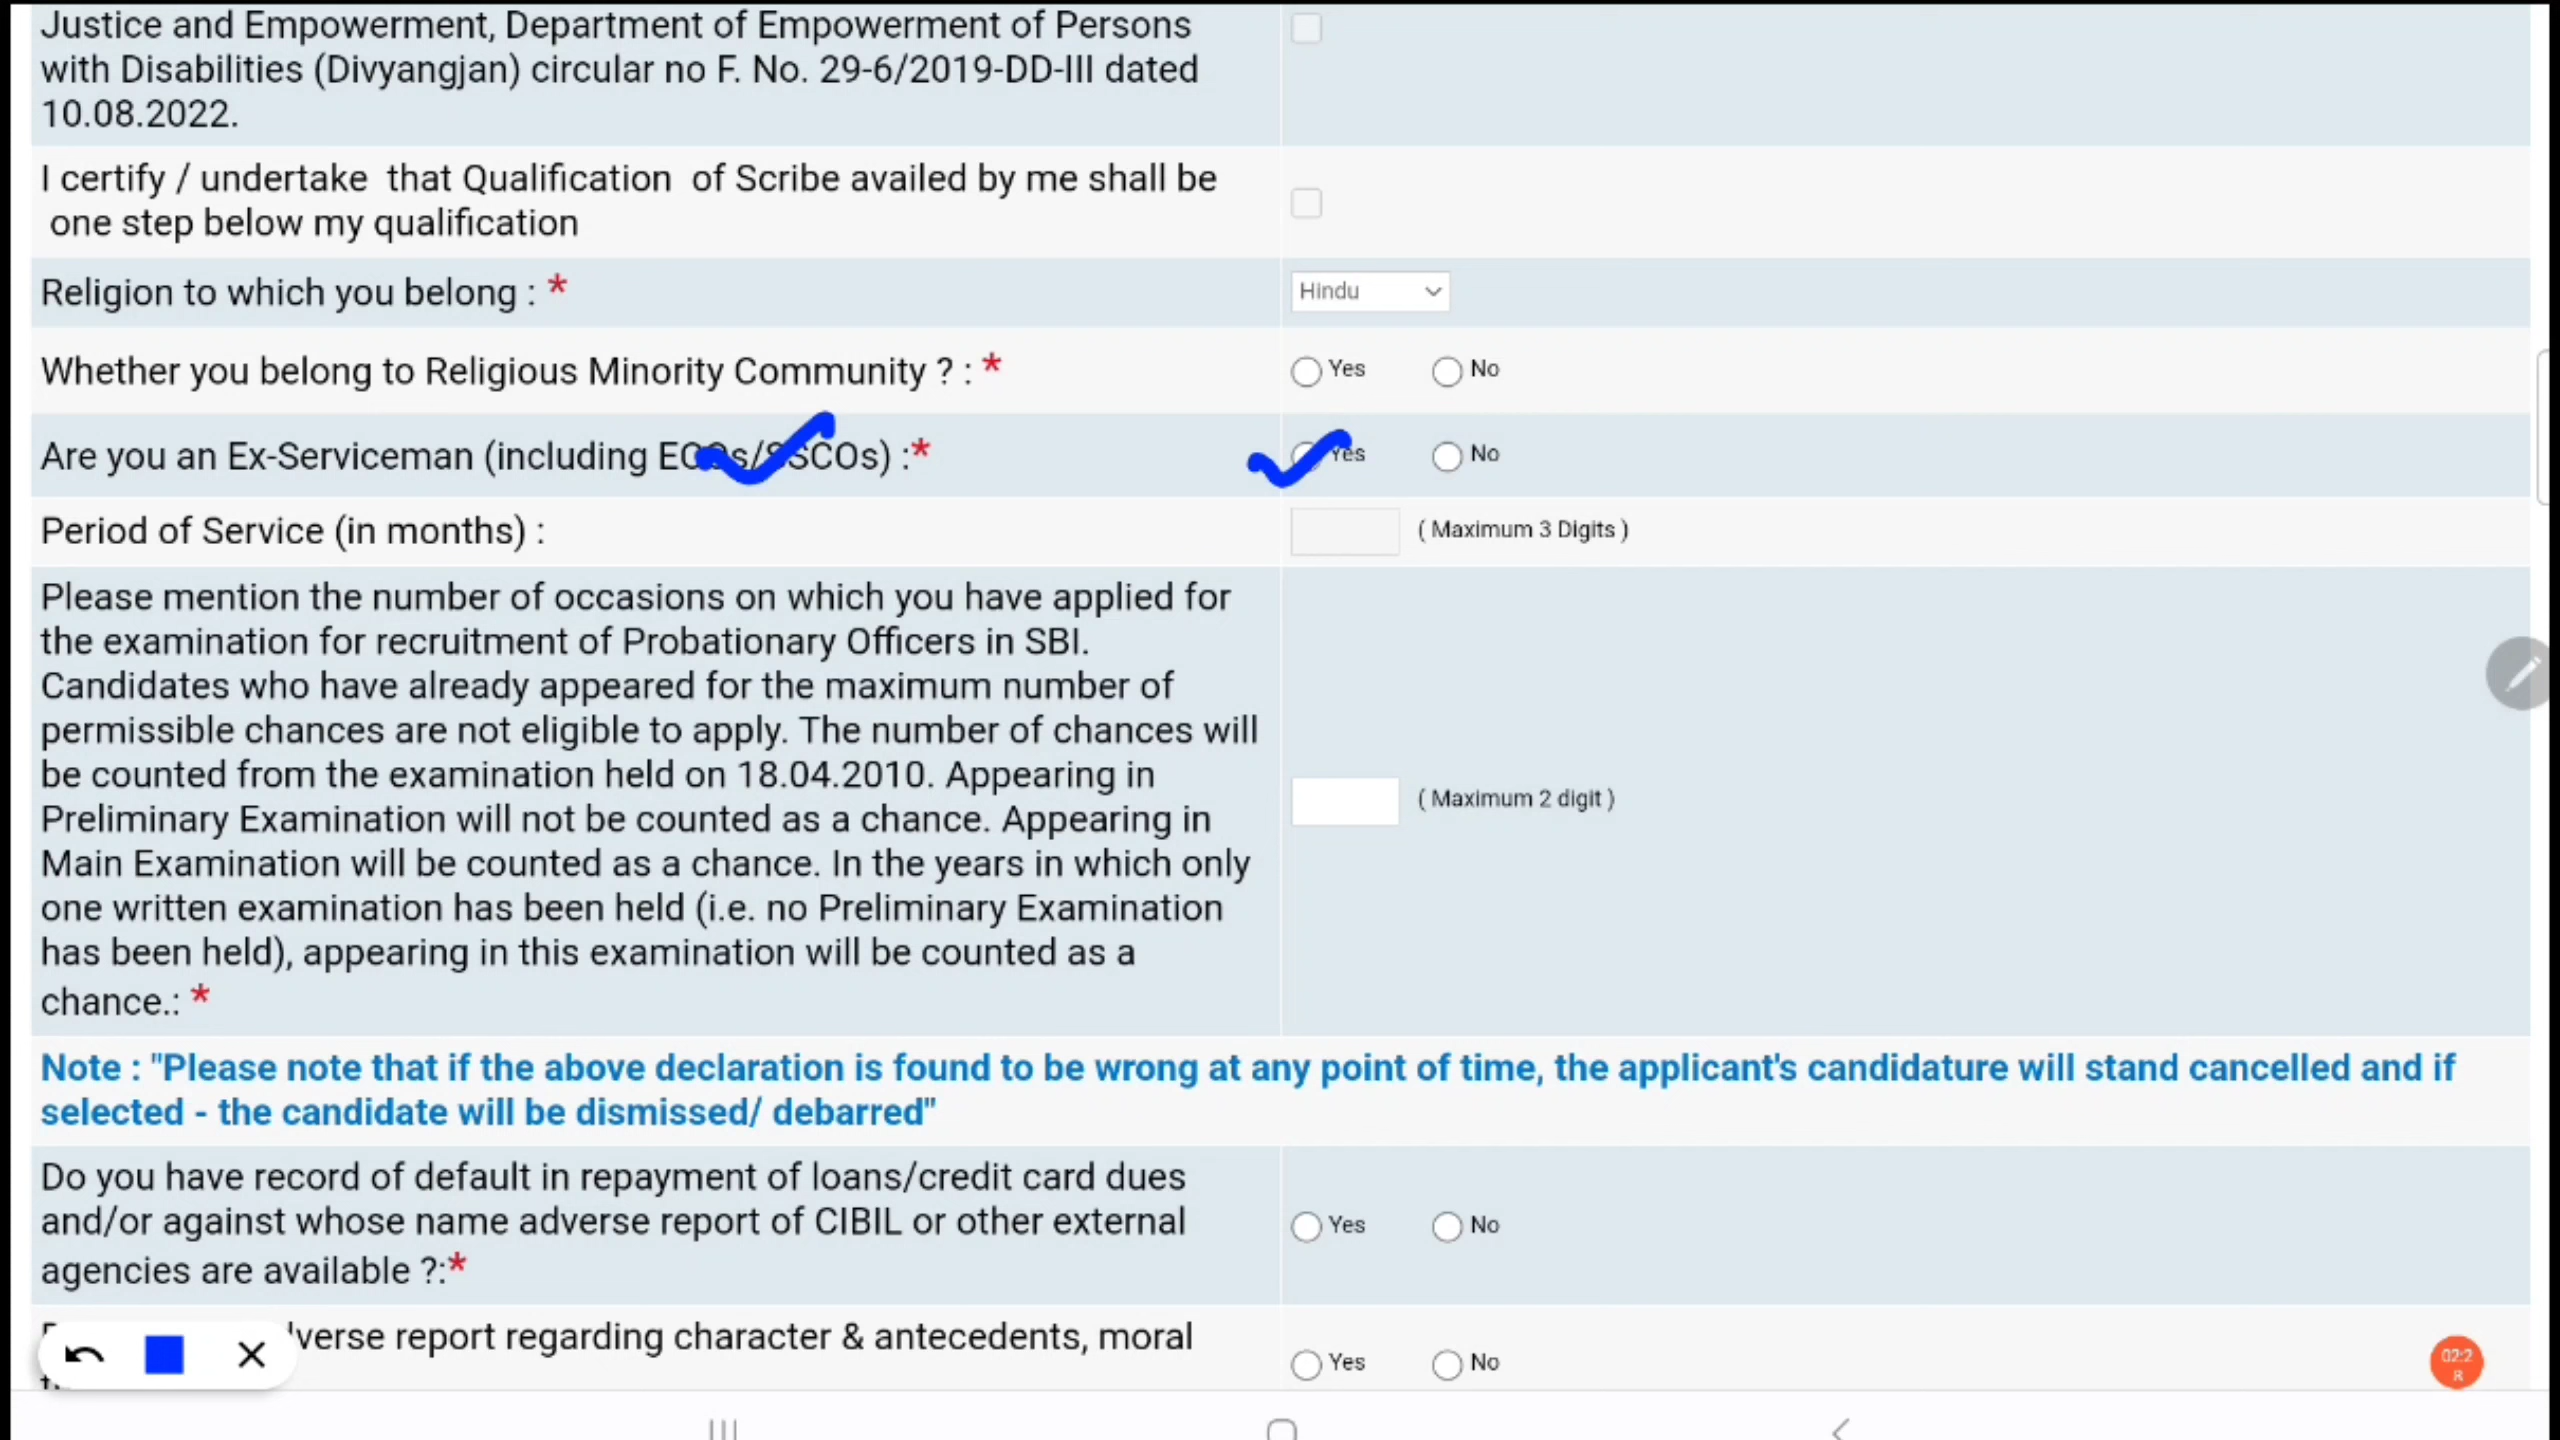 Justice and Empowerment, Department of Empowerment of Persons
with Disabilities (Divyangjan) circular no F. No. 29-6/2019-DD-III dated
10.08.2022.
I certify / undertake that Qualification of Scribe availed by me shall be
one step below my qualification
Religion to which you belong : * Hindu
Whether you belong to Religious Minority Community ? : * Yes No
Are you an Ex-Serviceman (including ECOs/SSCOs) :* Yes No
Period of Service (in months) : ( Maximum 3 Digits )
Please mention the number of occasions on which you have applied for
the examination for recruitment of Probationary Officers in SBI.
Candidates who have already appeared for the maximum number of
permissible chances are not eligible to apply. The number of chances will
be counted from the examination held on 18.04.2010. Appearing in
Preliminary Examination will not be counted as a chance. Appearing in
( Maximum 2 digit )
Main Examination will be counted as a chance. In the years in which only
one written examination has been held (i.e. no Preliminary Examination
has been held), appearing in this examination will be counted as a
chance.: *
Note : "Please note that if the above declaration is found to be wrong at any point of time, the applicant's candidature will stand cancelled and if
selected - the candidate will be dismissed/ debarred"
Do you have record of default in repayment of loans/credit card dues
and/or against whose name adverse report of CIBIL or other external
agencies are available ?:* Yes No
verse report regarding character & antecedents, moral
Yes No
02:2